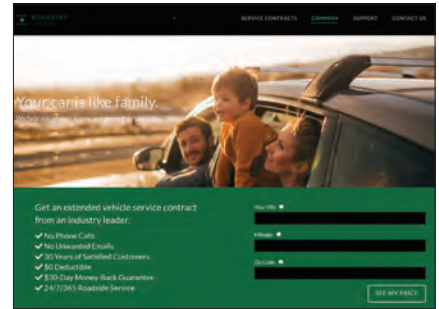 SERVICE CONTRACTS COMPANY SUPPORT CONTACT US
Your car is like family.
Get an extended vehicle service contract
from an industry leader.
✓ No Phone Calls
✓ No Unwanted Emails
✓ 30 Years of Satisfied Customers
✓ $0 Deductible
✓ $30-Day Money-Back Guarantee
✓ 24/7/365 Roadside Service
Your VIN
Mileage
Zip code
SEE MY PRICE